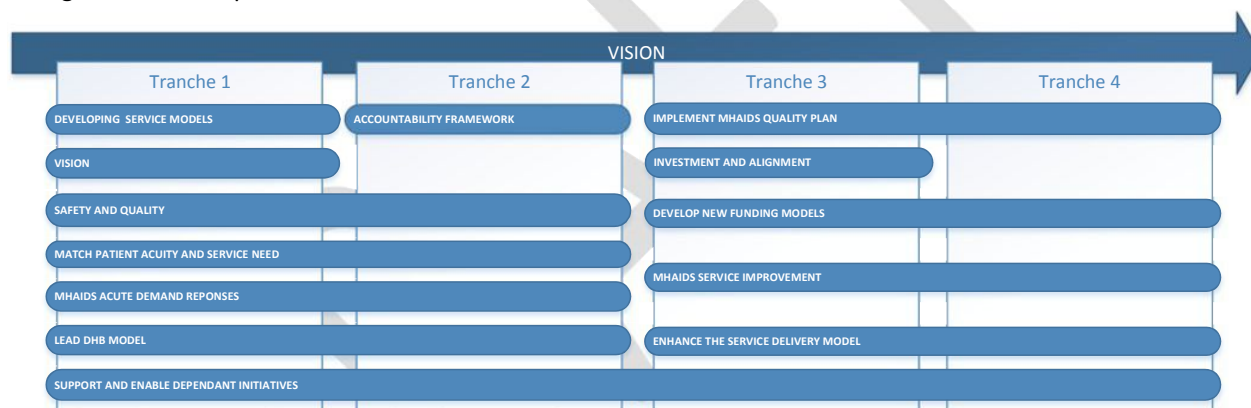 VISION
Tranche 1
Tranche 2
Tranche 3
Tranche 4
DEVELOPING SERVICE MODELS
ACCOUNTABILITY FRAMEWORK
IMPLEMENT MHAIDS QUALITY PLAN
VISION
INVESTMENT AND ALIGNMENT
SAFETY AND QUALITY
DEVELOP NEW FUNDING MODELS
MATCH PATIENT ACUITY AND SERVICE NEED
MHAIDS SERVICE IMPROVEMENT
MHAIDS ACUTE DEMAND REPONSES
LEAD DHB MODEL
ENHANCE THE SERVICE DELIVERY MODEL
SUPPORT AND ENABLE DEPENDANT INITIATIVES